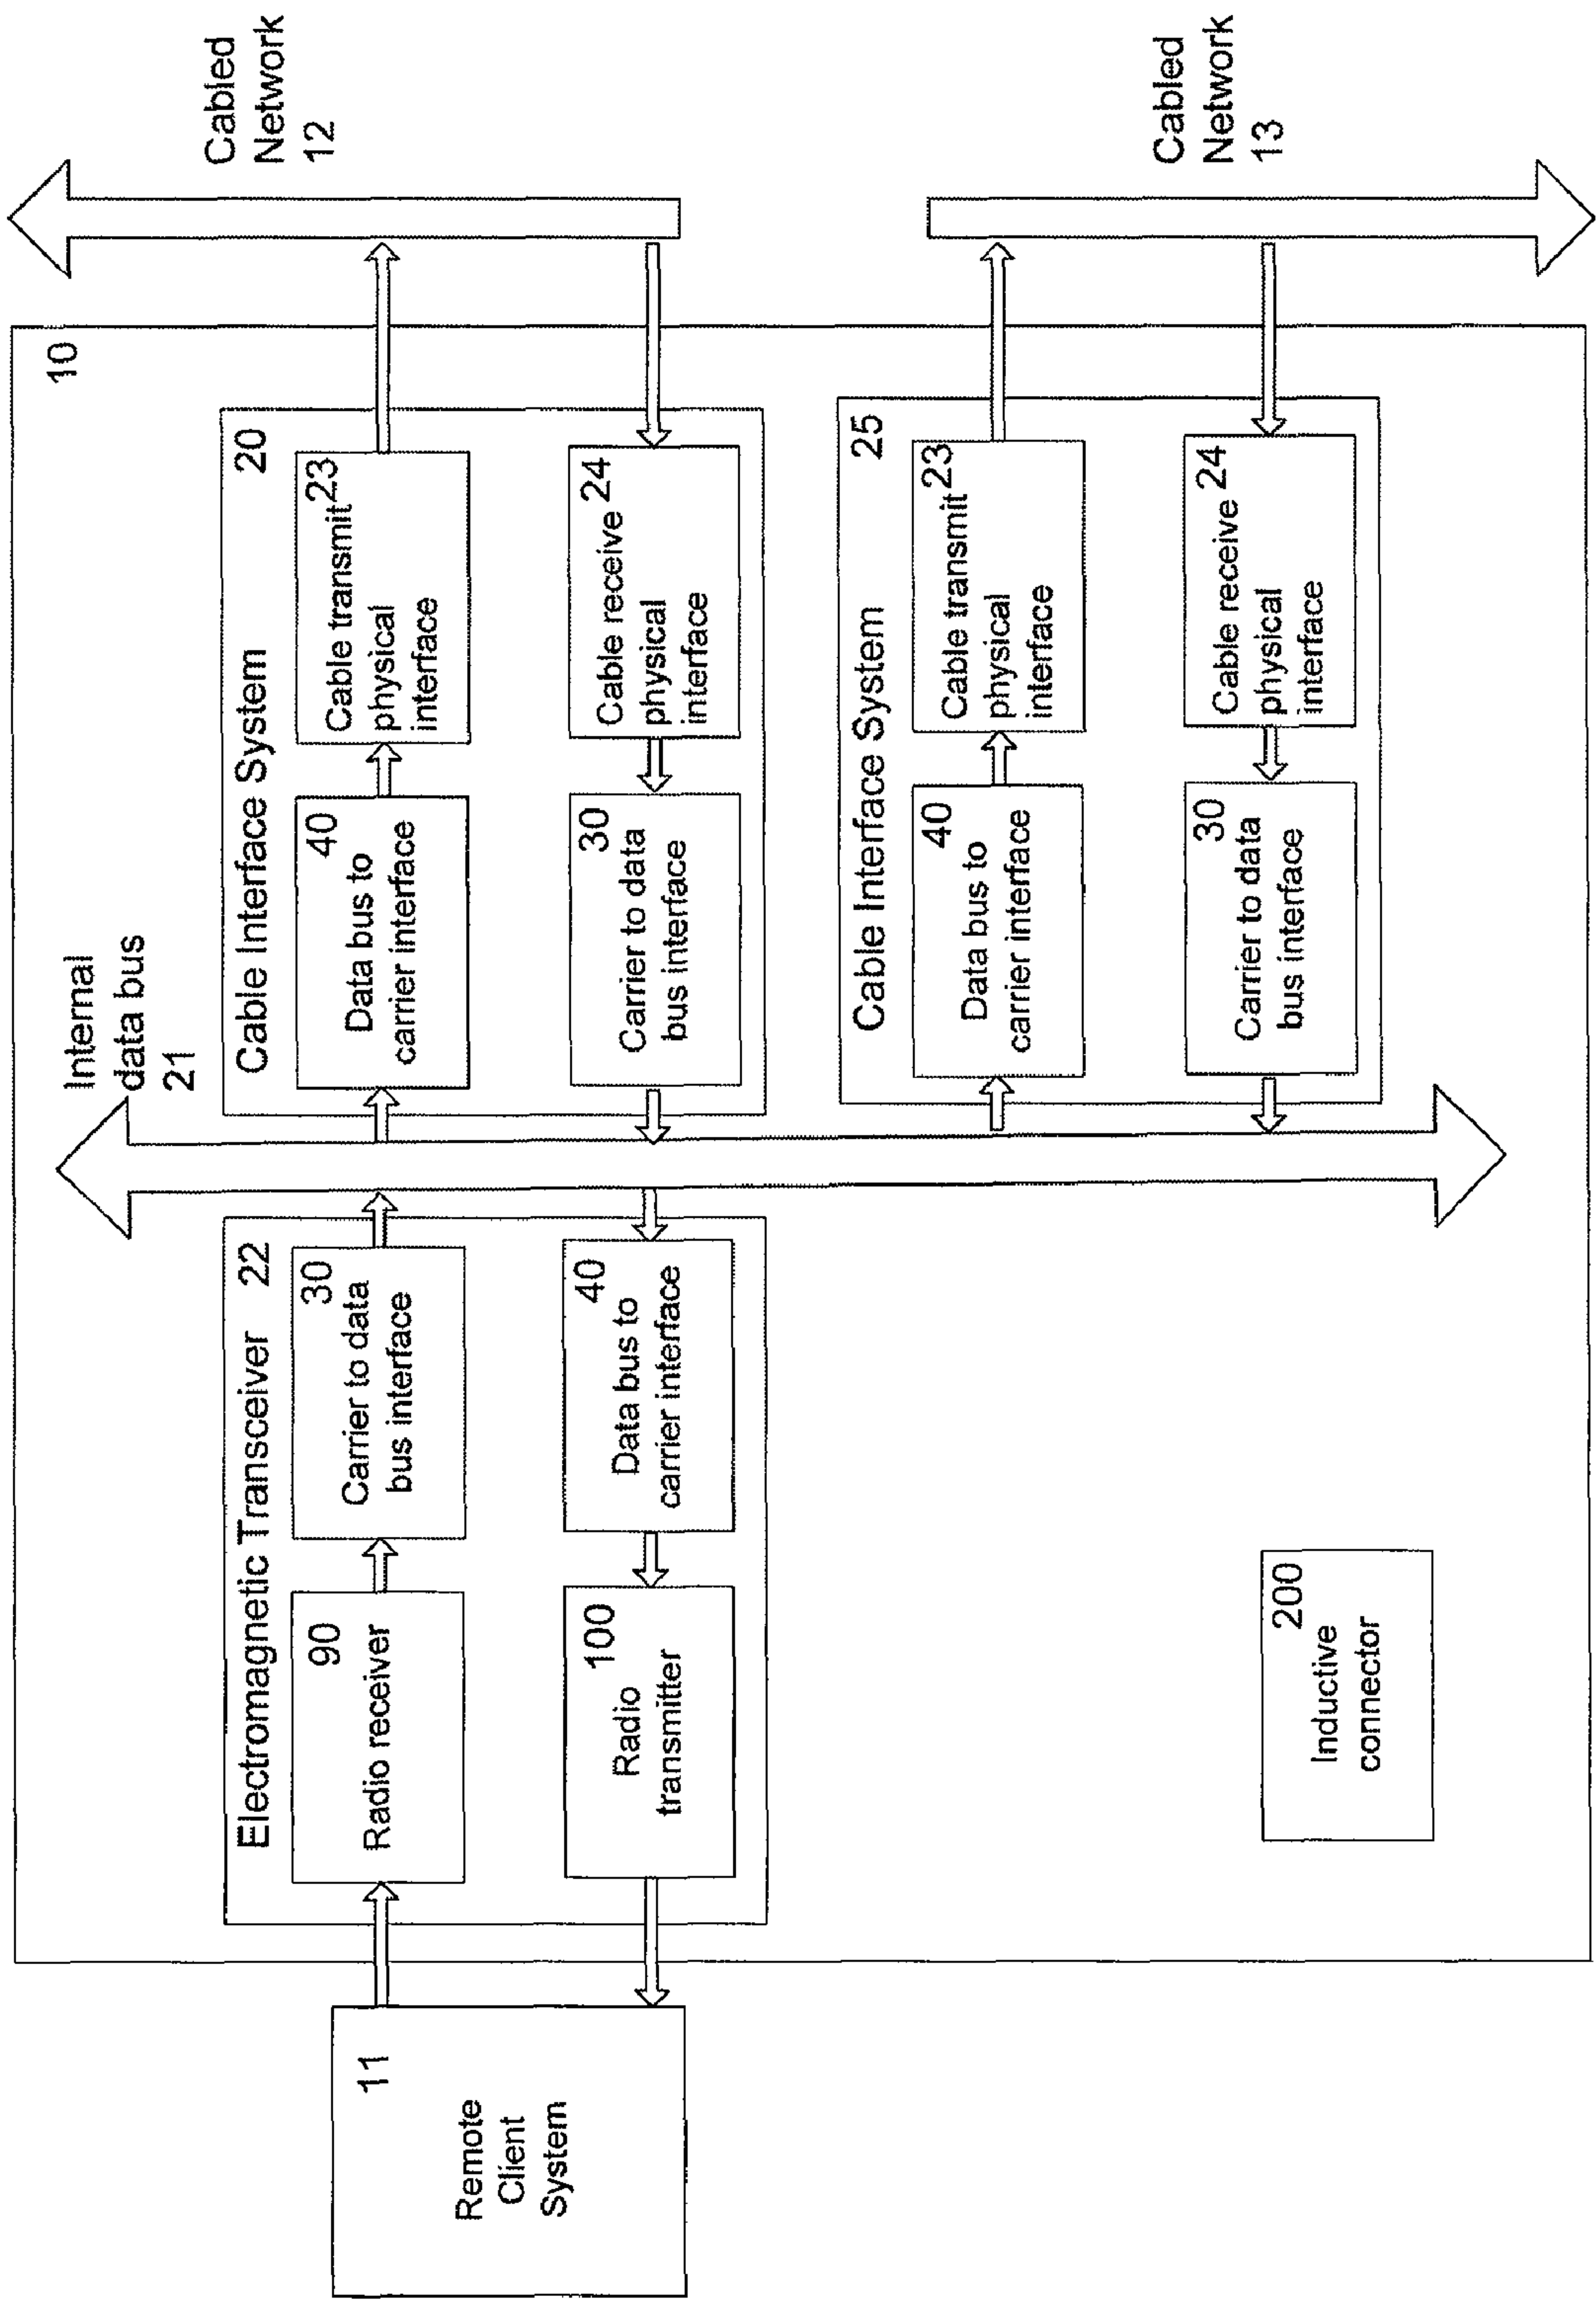 10
Internal
data bus
21
Cabled
Network
12
Electromagnetic Transceiver 22
Radio receiver
90
Carrier to data
bus interface
30
Radio
transmitter
100
Data bus to
carrier interface
40
Cable Interface System 20
Data bus to
carrier interface
40
Cable transmit
physical
interface
23
Carrier to data
bus interface
30
Cable receive
physical
interface
24
Remote
Client
System
11
Cable Interface System 25
Data bus to
carrier interface
40
Cable transmit
physical
interface
23
Carrier to data
bus interface
30
Cable receive
physical
interface
24
Cabled
Network
13
Inductive
connector
200